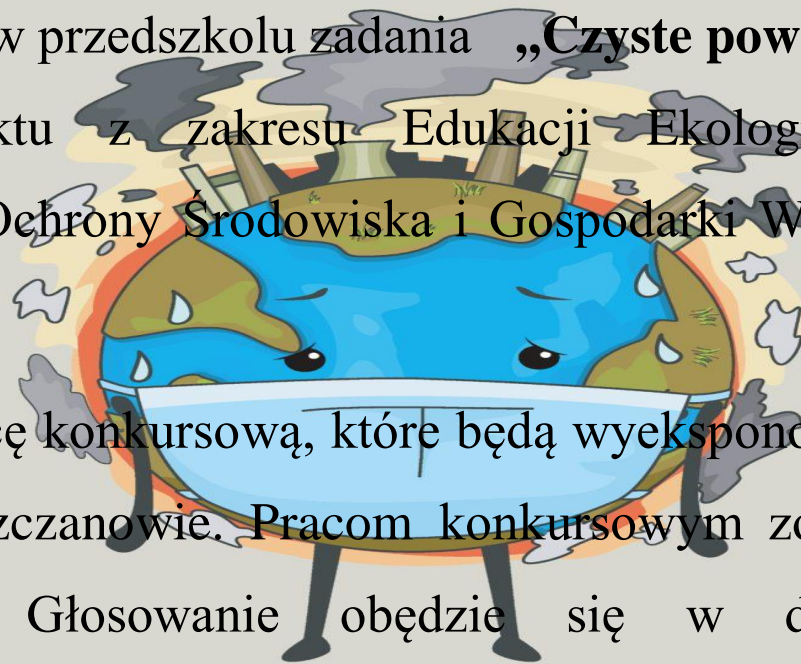 w przedszkolu zadania „Czyste pow
ktu z zakresu Edukacji Ekolog
Ochrony Środowiska i Gospodarki W
cę konkursową, które będą wyekspono
szczanowie. Pracom konkursowym zo
Głosowanie obędzie się w d